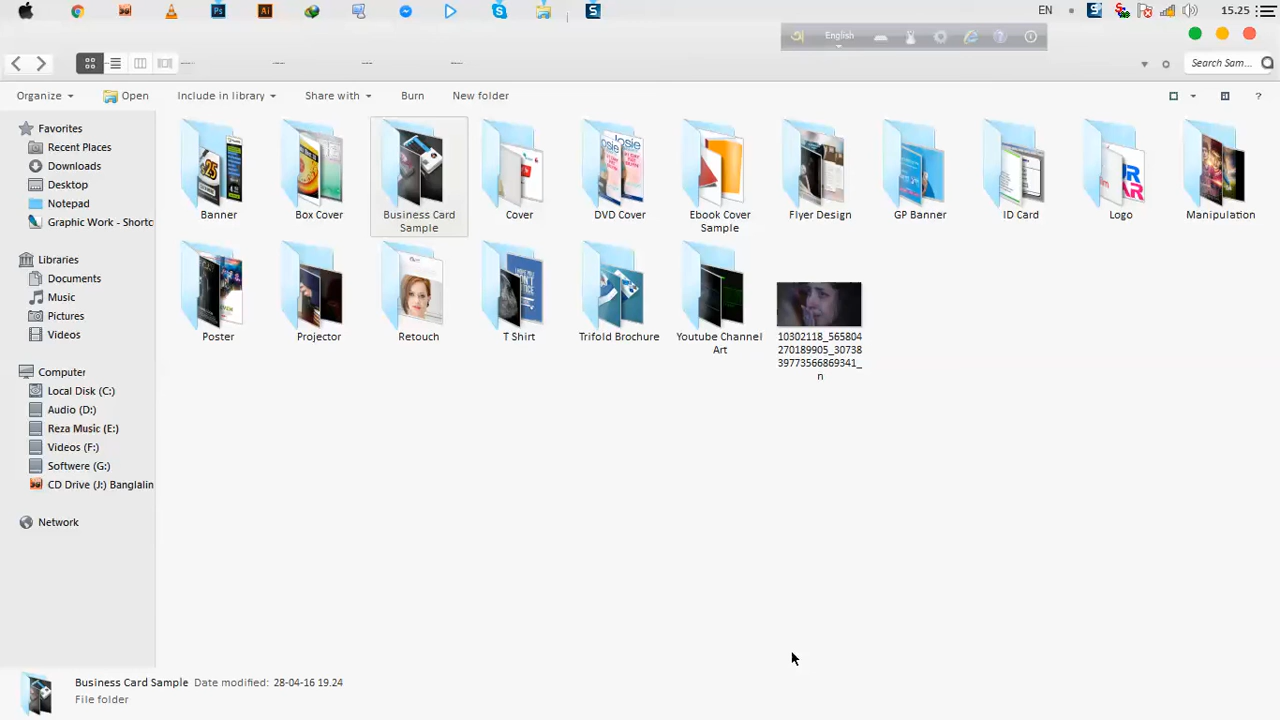 EN
15.25
English
Search Sam...
Organize
Open
Include in library
Share with
Burn
New folder
Favorites
Recent Places
Downloads
Desktop
Notepad
Graphic Work - Shortc
Libraries
Documents
Music
Pictures
Videos
Computer
Local Disk (C:)
Audio (D:)
Reza Music (E:)
Videos (F:)
Softwere (G:)
CD Drive (J:) Banglalin
Network
Banner
Box Cover
Business Card
Sample
Cover
DVD Cover
Ebook Cover
Sample
Flyer Design
GP Banner
ID Card
Logo
Manipulation
Poster
Projector
Retouch
T Shirt
Trifold Brochure
Youtube Channel
Art
10302118_565804
270189905_30738
39773566869341_
n
Business Card Sample Date modified: 28-04-16 19.24
File folder